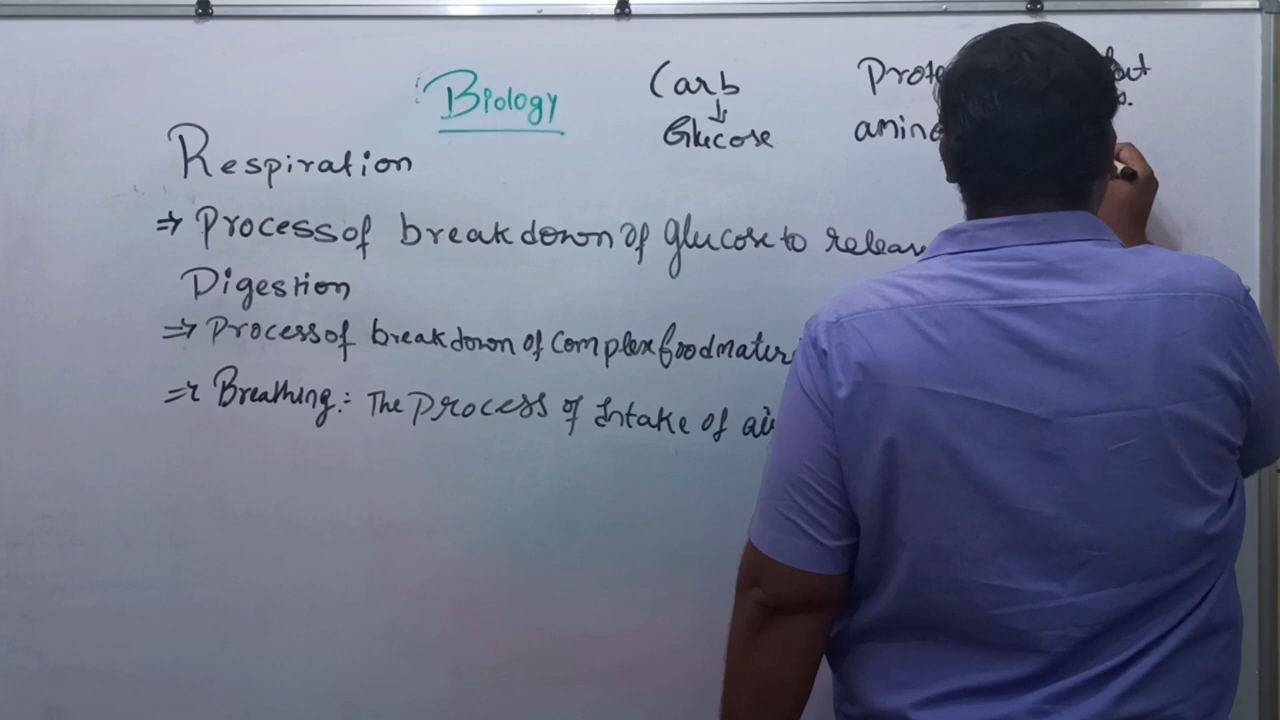 Biology
Carb
Glucose
Respiration
⇒ Process of breakdown of glucose to
Digestion
⇒ Process of breakdown of complex food
⇒ Breathing:- The Process of Intake of